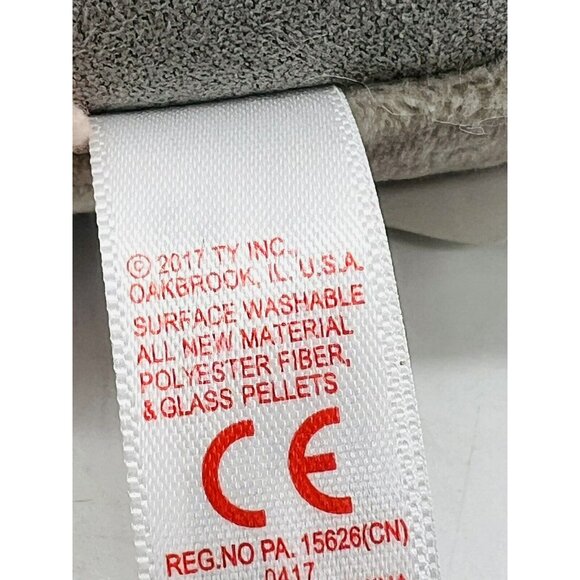 © 2017 TY INC.,
OAKBROOK, IL. U.S.A.
SURFACE WASHABLE
ALL NEW MATERIAL
POLYESTER FIBER,
& GLASS PELLETS
CE
REG.NO PA. 15626(CN)
0417